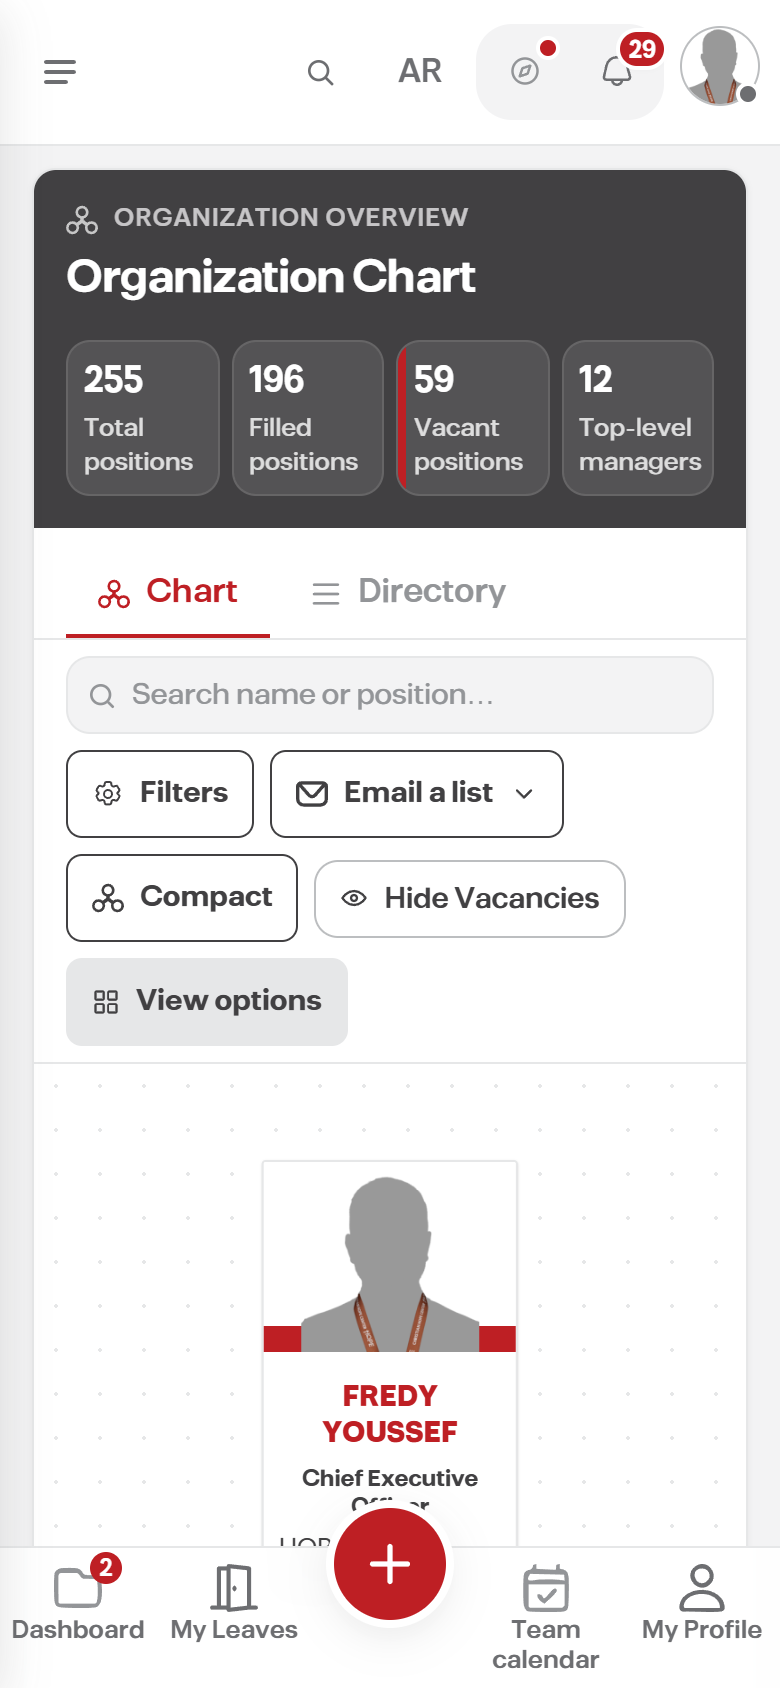 AR
29
ORGANIZATION OVERVIEW
Organization Chart
255
Total
positions
196
Filled
positions
59
Vacant
positions
12
Top-level
managers
Chart
Directory
Search name or position...
Filters
Email a list
Compact
Hide Vacancies
View options
FREDY
YOUSSEF
Chief Executive
2
Dashboard
My Leaves
Team
calendar
My Profile